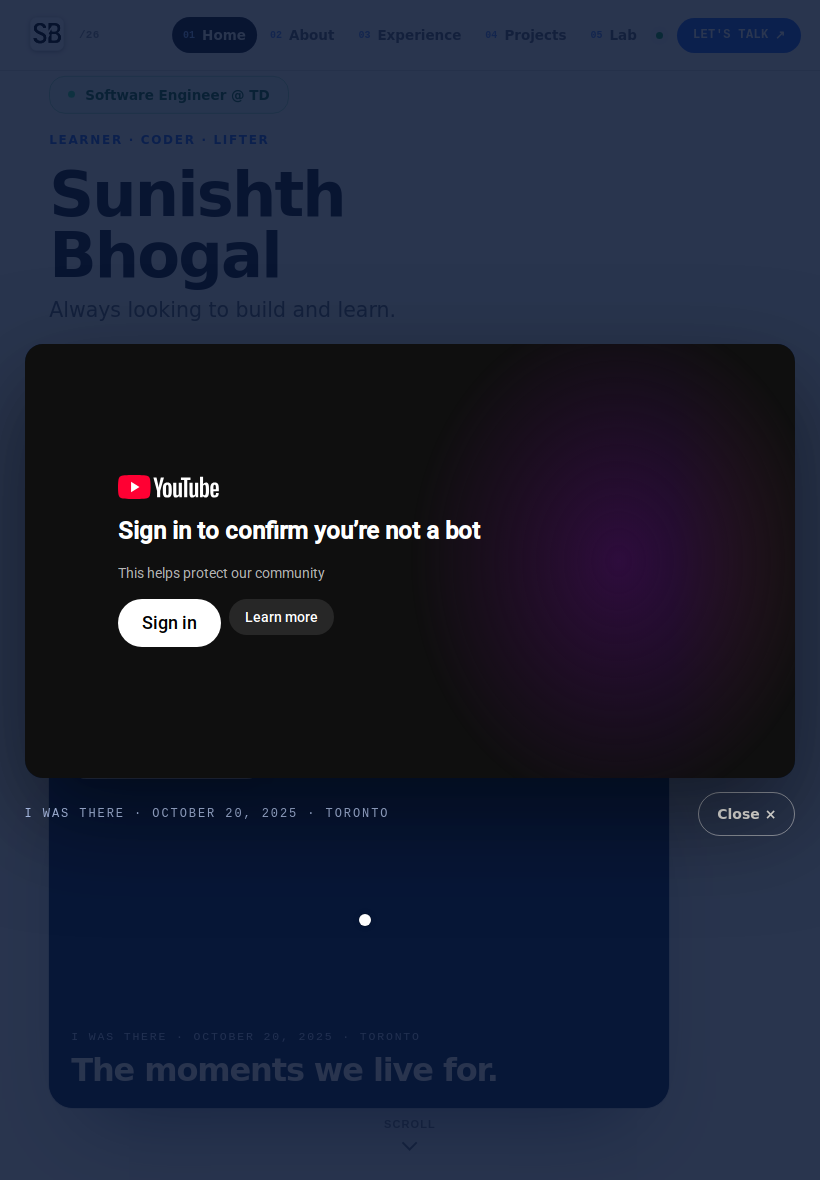 SB /26 01 Home 02 About 03 Experience 04 Projects 05 Lab LET'S TALK ↗
Software Engineer @ TD
LEARNER · CODER · LIFTER
Sunishth
Bhogal
Always looking to build and learn.
YouTube
Sign in to confirm you’re not a bot
This helps protect our community
Sign in Learn more
I WAS THERE · OCTOBER 20, 2025 · TORONTO Close ×
I WAS THERE · OCTOBER 20, 2025 · TORONTO
The moments we live for.
SCROLL